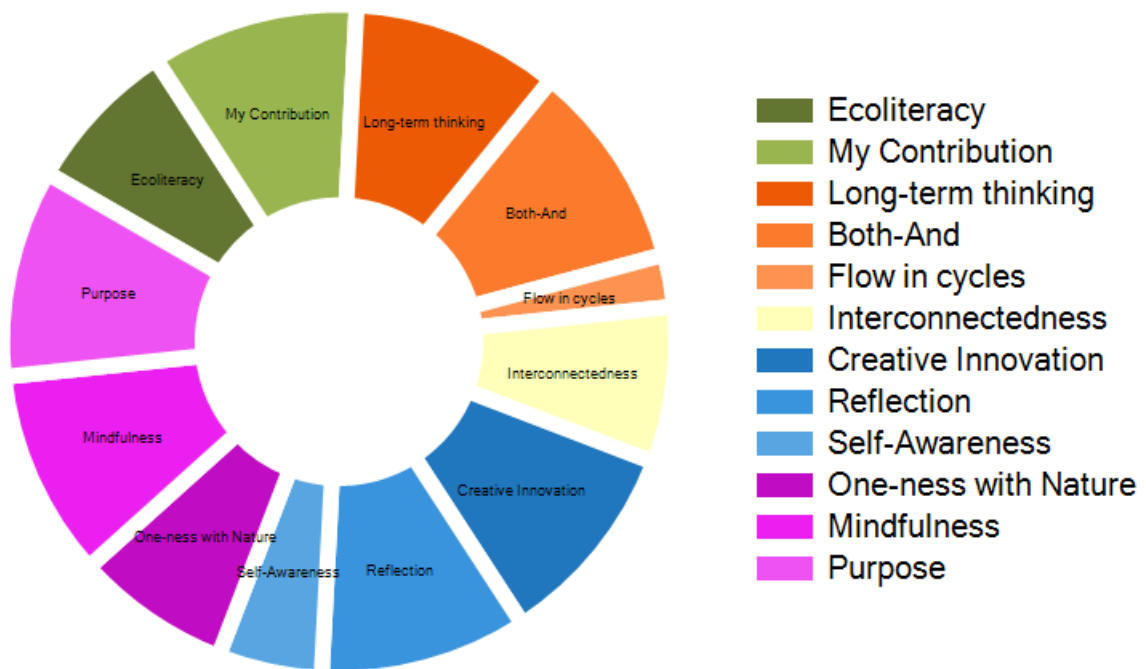 My Contribution
Long-term thinking
Ecoliteracy
Both-And
Purpose
Flow in cycles
Interconnectedness
Mindfulness
Creative Innovation
One-ness with Nature
Self-Awareness
Reflection
Ecoliteracy
My Contribution
Long-term thinking
Both-And
Flow in cycles
Interconnectedness
Creative Innovation
Reflection
Self-Awareness
One-ness with Nature
Mindfulness
Purpose